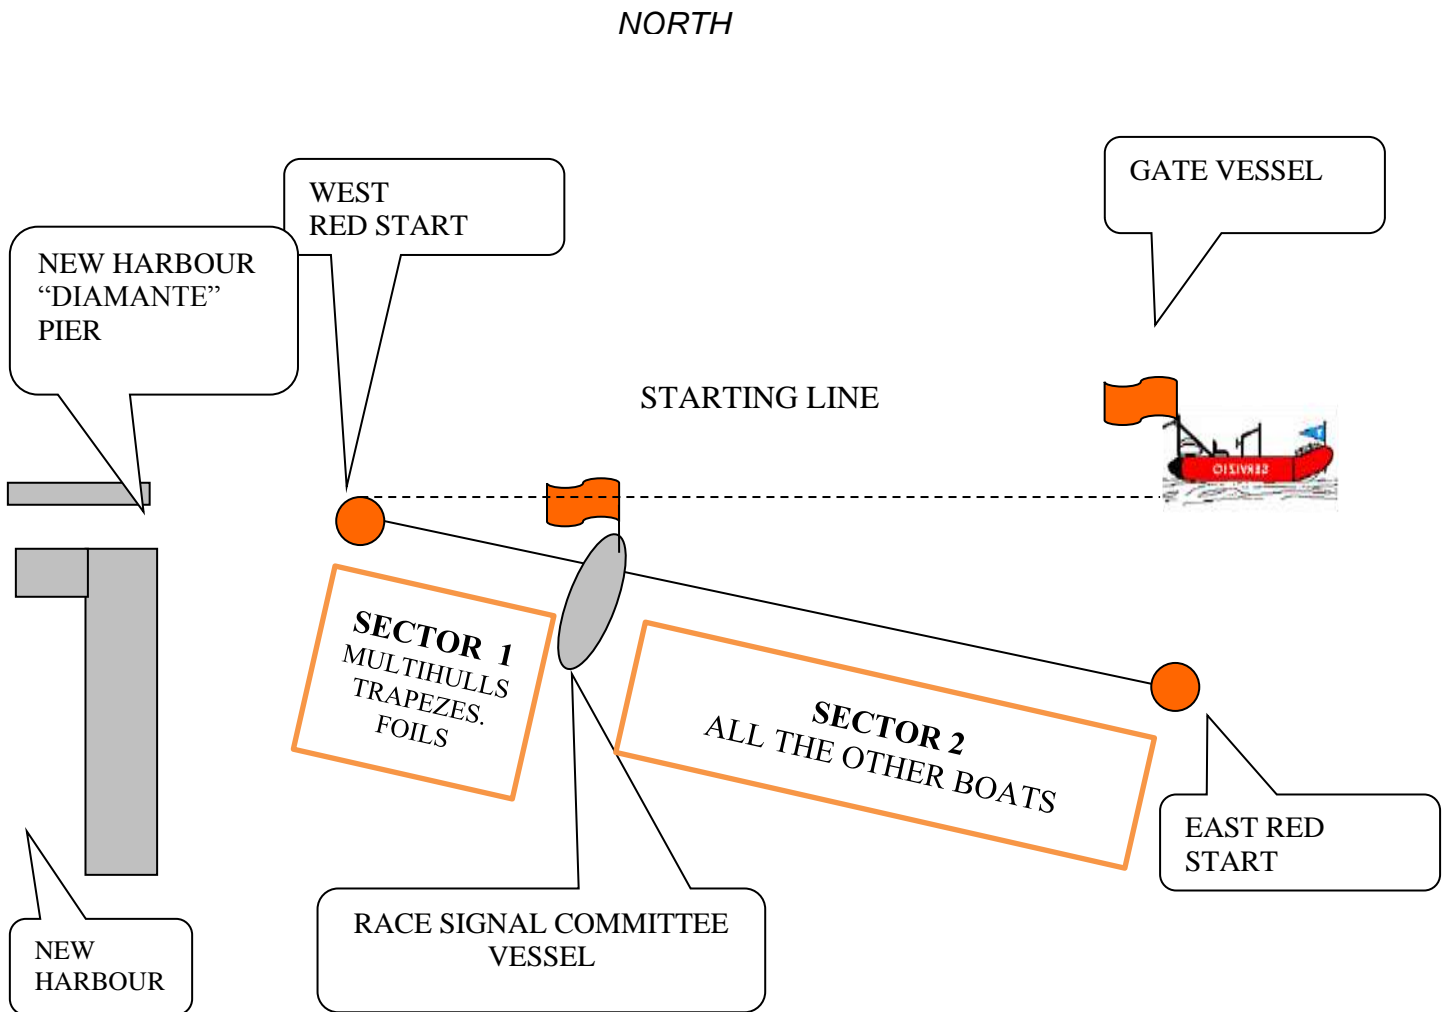 NORTH
GATE VESSEL
WEST
RED START
NEW HARBOUR
“DIAMANTE”
PIER
STARTING LINE
SERVIZIO
SECTOR 1
MULTIHULLS
TRAPEZES.
FOILS
SECTOR 2
ALL THE OTHER BOATS
EAST RED
START
RACE SIGNAL COMMITTEE
VESSEL
NEW
HARBOUR